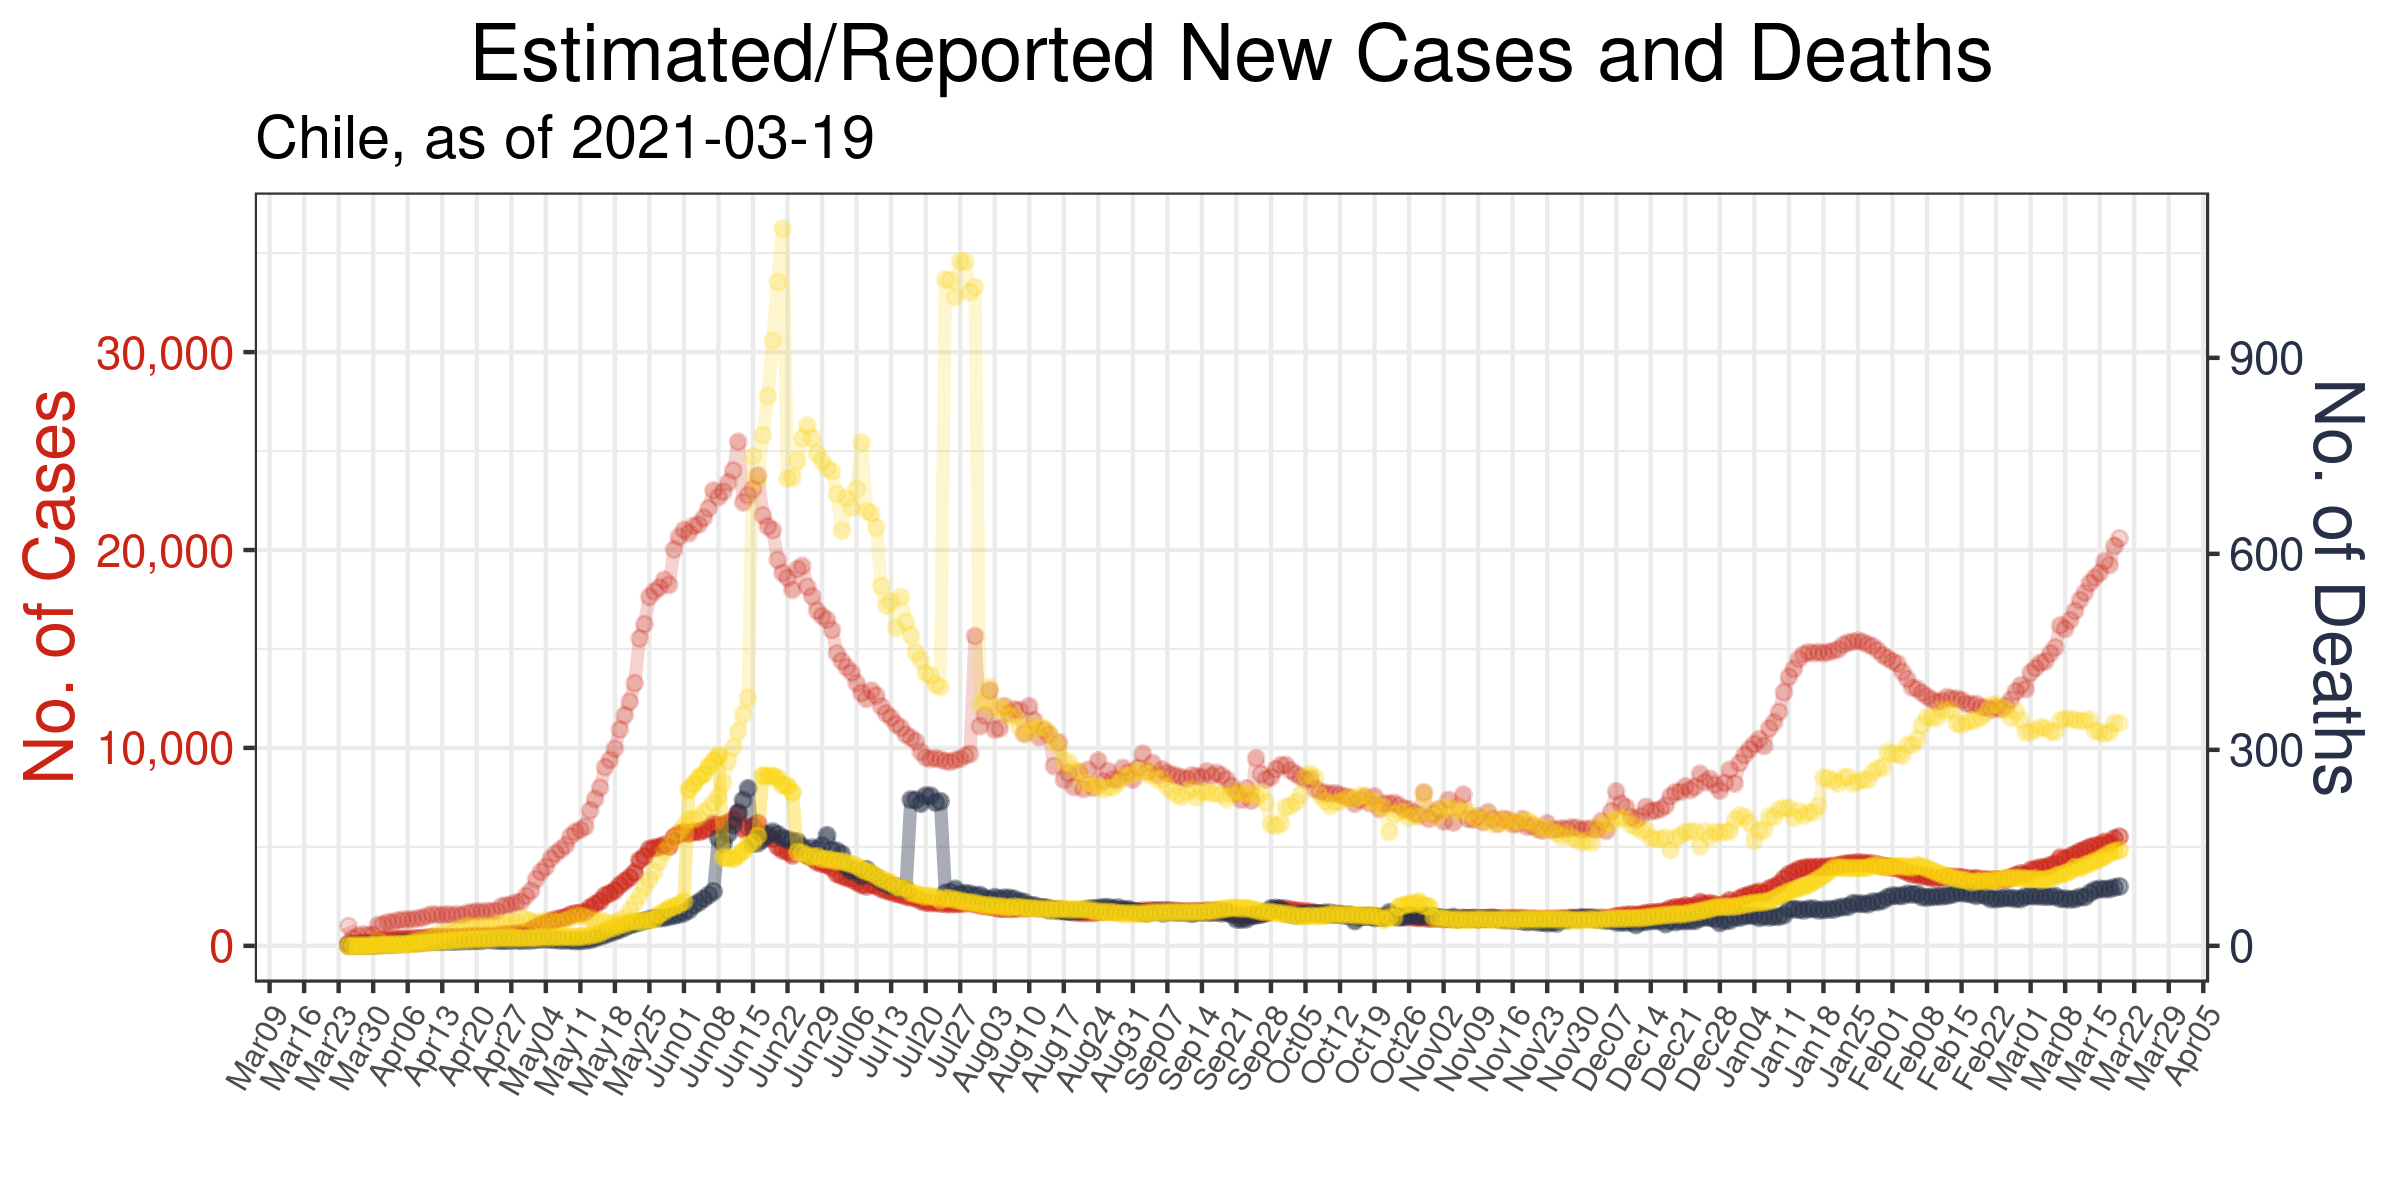 Estimated/Reported New Cases and Deaths
Chile, as of 2021-03-19
No. of Cases
30,000
20,000
10,000
0
900
600
300
0
No. of Deaths
Mar09
Mar16
Mar23
Mar30
Apr06
Apr13
Apr20
Apr27
May04
May11
May18
May25
Jun01
Jun08
Jun15
Jun22
Jun29
Jul06
Jul13
Jul20
Jul27
Aug03
Aug10
Aug17
Aug24
Aug31
Sep07
Sep14
Sep21
Sep28
Oct05
Oct12
Oct19
Oct26
Nov02
Nov09
Nov16
Nov23
Nov30
Dec07
Dec14
Dec21
Dec28
Dec04
Jan11
Jan18
Jan25
Feb01
Feb08
Feb15
Feb22
Mar01
Mar08
Mar15
Mar22
Mar29
Apr05